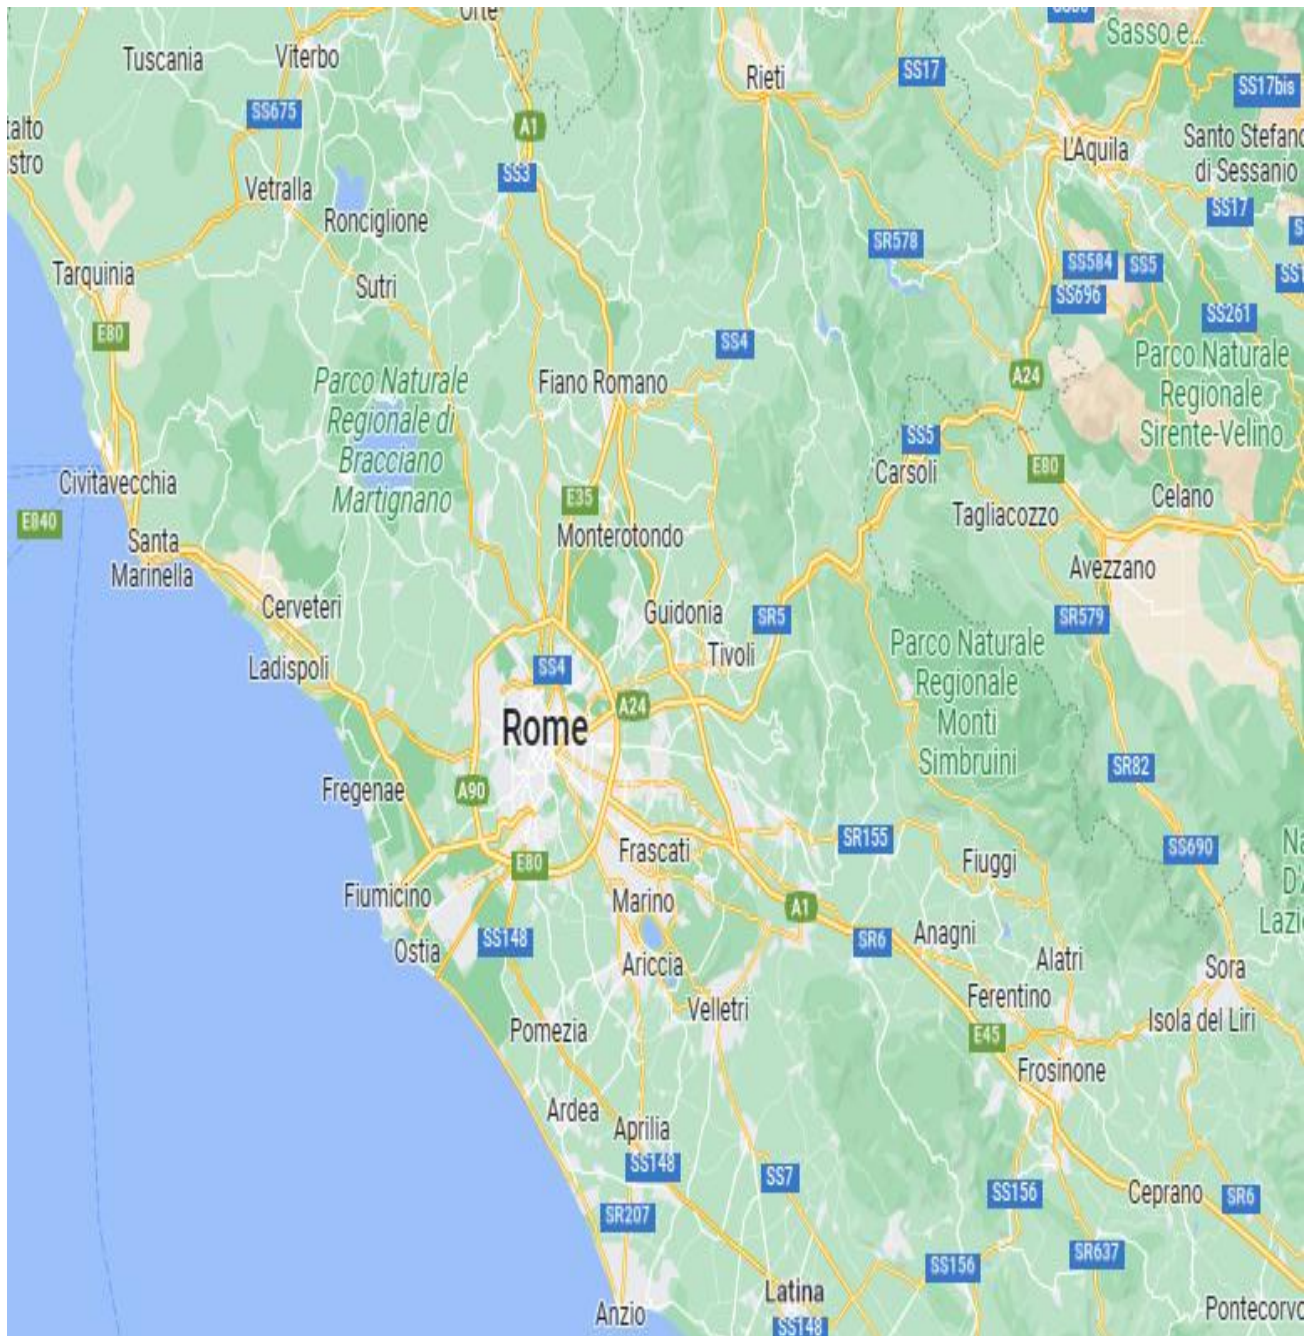 Orte
Sasso e...
Tuscania
Viterbo
Rieti
SS17
SS17bis
SS675
A1
L'Aquila
Santo Stefano
di Sessanio
SS3
Vetralla
Ronciglione
SS17
SR578
Tarquinia
Sutri
SS584
SS5
SS696
SS261
E80
SS4
Parco Naturale
Regionale
Sirente-Velino
A24
Parco Naturale
Regionale di
Bracciano
Martignano
Fiano Romano
SS5
Carsoli
E80
Civitavecchia
E35
Celano
E840
Tagliacozzo
Monterotondo
Santa
Marinella
Avezzano
Cerveteri
Guidonia
SR5
SR579
Tivoli
Parco Naturale
Regionale
Monti
Simbruini
Ladispoli
SS4
A24
Rome
SR82
Fregenae
A90
SR155
Frascati
SS690
Fiuggi
E80
Fiumicino
Marino
A1
SS148
SR6
Anagni
Ostia
Ariccia
Alatri
Sora
Velletri
Ferentino
Isola del Liri
Pomezia
E45
Frosinone
Ardea
Aprilia
SS148
SS7
SS156
Ceprano
SR6
SR207
SR637
SS156
Latina
Anzio
SS148
Pontecorvo